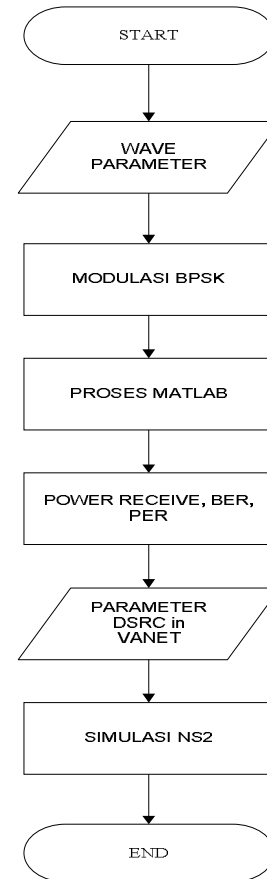 START
WAVE
PARAMETER
MODULASI BPSK
PROSES MATLAB
POWER RECEIVE, BER,
PER
PARAMETER
DSRC in
VANET
SIMULASI NS2
END